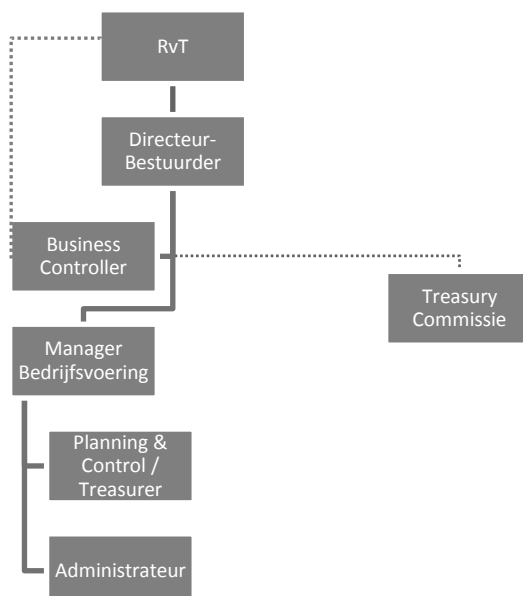 RvT
Directeur-
Bestuurder
Business
Controller
Treasury
Commissie
Manager
Bedrijfsvoering
Planning &
Control /
Treasurer
Administrateur